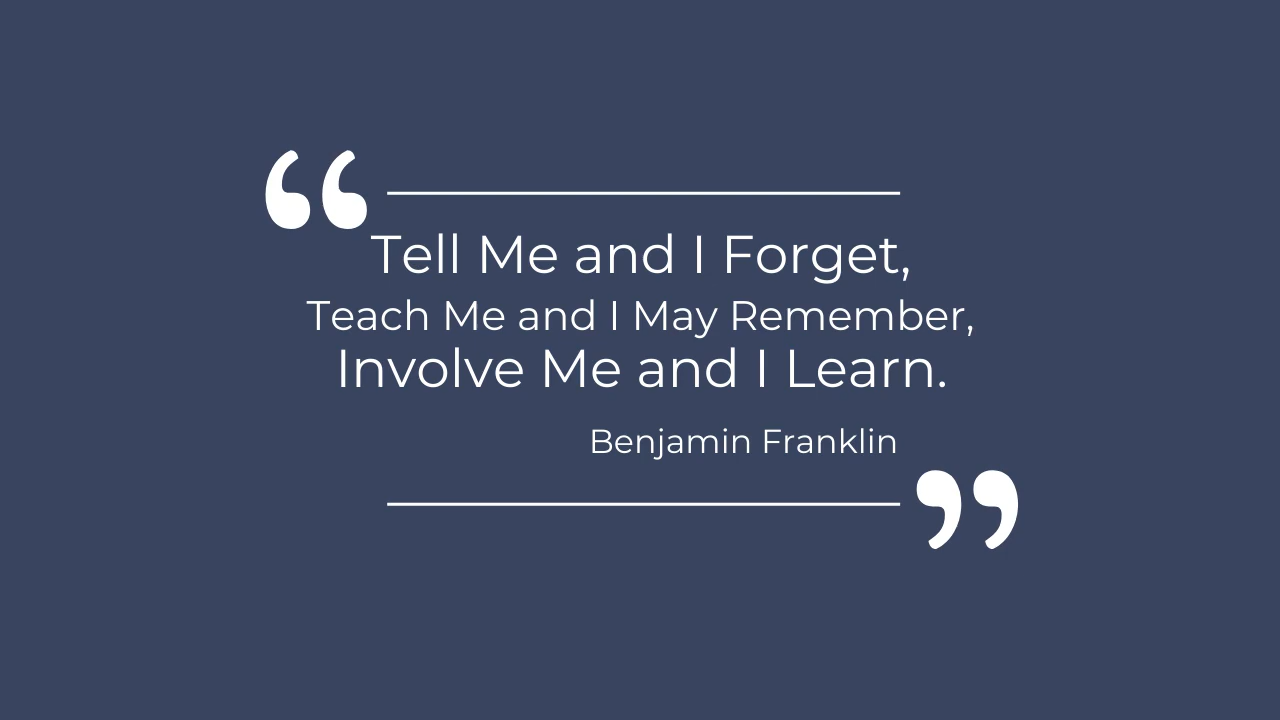 “
Tell Me and I Forget,
Teach Me and I May Remember,
Involve Me and I Learn.
Benjamin Franklin
”